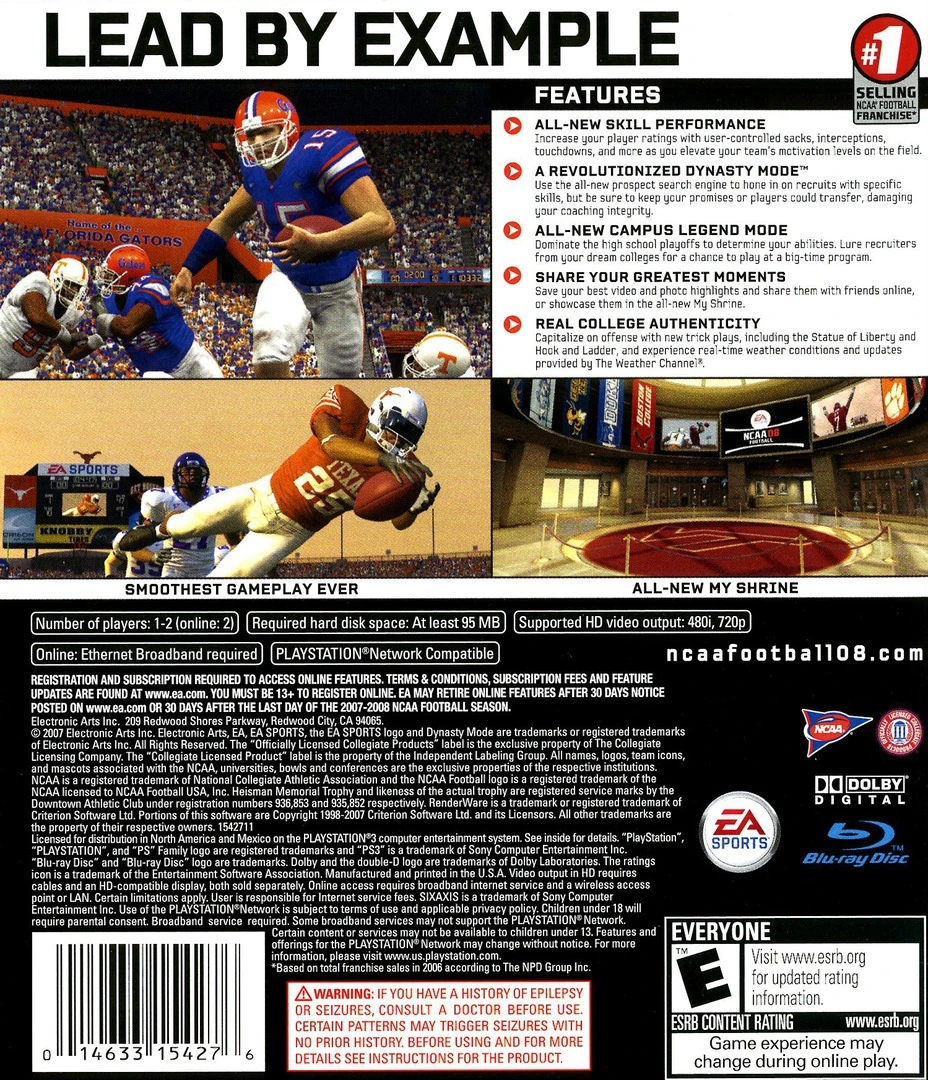 LEAD BY EXAMPLE
#1
SELLING
NCAA® FOOTBALL
FRANCHISE*
FEATURES
ALL-NEW SKILL PERFORMANCE
Increase your player ratings with user-controlled sacks, interceptions,
touchdowns, and more as you elevate your team's motivation levels on the field.
A REVOLUTIONIZED DYNASTY MODE™
Use the all-new prospect search engine to hone in on recruits with specific
skills, but be sure to keep your promises or players could transfer, damaging
your coaching integrity.
ALL-NEW CAMPUS LEGEND MODE
Dominate the high school playoffs to determine your abilities. Lure recruiters
from your dream colleges for a chance to play at a big-time program.
SHARE YOUR GREATEST MOMENTS
Save your best video and photo highlights and share them with friends online,
or showcase them in the all-new My Shrine.
REAL COLLEGE AUTHENTICITY
Capitalize on offense with new trick plays, including the Statue of Liberty and
Hook and Ladder, and experience real-time weather conditions and updates
provided by The Weather Channel®.
Home of the...
FLORIDA GATORS
15
15
Gators
T
T
02:00
EA SPORTS
KNOBBY
TIRES
TEXAS
25
BOSTON
COLLEGE
EA
NCAA 08
FOOTBALL
SMOOTHEST GAMEPLAY EVER
ALL-NEW MY SHRINE
Number of players: 1-2 (online: 2)
Required hard disk space: At least 95 MB
Supported HD video output: 480i, 720p
Online: Ethernet Broadband required
PLAYSTATION®Network Compatible
ncaafootball08.com
REGISTRATION AND SUBSCRIPTION REQUIRED TO ACCESS ONLINE FEATURES. TERMS & CONDITIONS, SUBSCRIPTION FEES AND FEATURE
UPDATES ARE FOUND AT www.ea.com. YOU MUST BE 13+ TO REGISTER ONLINE. EA MAY RETIRE ONLINE FEATURES AFTER 30 DAYS NOTICE
POSTED ON www.ea.com OR 30 DAYS AFTER THE LAST DAY OF THE 2007-2008 NCAA FOOTBALL SEASON.
Electronic Arts Inc. 209 Redwood Shores Parkway, Redwood City, CA 94065.
© 2007 Electronic Arts Inc. Electronic Arts, EA, EA SPORTS, the EA SPORTS logo and Dynasty Mode are trademarks or registered trademarks
of Electronic Arts Inc. All Rights Reserved. The "Officially Licensed Collegiate Products" label is the exclusive property of The Collegiate
Licensing Company. The "Collegiate Licensed Product" label is the property of Independent Labeling Group. All names, logos, team icons,
and mascots associated with the NCAA, universities, bowls and conferences are the exclusive properties of the respective institutions.
NCAA is a registered trademark of National Collegiate Athletic Association and the NCAA Football logo is a registered trademark of the
NCAA licensed to NCAA Football USA, Inc. Heisman Memorial Trophy and likeness of the actual trophy are registered service marks by the
Downtown Athletic Club under registration numbers 936,853 and 935,852 respectively. RenderWare is a trademark or registered trademark of
Criterion Software Ltd. Portions of this software are Copyright 1998-2007 Criterion Software Ltd. and its Licensors. All other trademarks are
the property of their respective owners. 1542711
Licensed for distribution in North America and Mexico on the PLAYSTATION®3 computer entertainment system. See inside for details. "PlayStation",
"PLAYSTATION", and "PS" Family logo are registered trademarks and "PS3" is a trademark of Sony Computer Entertainment Inc.
"Blu-ray Disc" and "Blu-ray Disc" logo are trademarks. Dolby and the double-D logo are trademarks of Dolby Laboratories. The ratings
icon is a trademark of the Entertainment Software Association. Manufactured and printed in the U.S.A. Video output in HD requires
cables and an HD-compatible display, both sold separately. Online access requires broadband internet service and a wireless access
point or LAN. Certain limitations apply. User is responsible for Internet service fees. SIXAXIS is a trademark of Sony Computer
Entertainment Inc. Use of the PLAYSTATION®Network is subject to terms of use and applicable privacy policy. Children under 18 will
require parental consent. Broadband service required. Some broadband services may not support the PLAYSTATION® Network.
Certain content or services may not be available to children under 13. Features and
offerings for the PLAYSTATION® Network may change without notice. For more
information, please visit www.us.playstation.com.
*Based on total franchise sales in 2006 according to The NPD Group Inc.
NCAA
DOLBY
DIGITAL
EA
SPORTS™
Blu-ray Disc™
0 14633 15427 6
WARNING: IF YOU HAVE A HISTORY OF EPILEPSY
OR SEIZURES, CONSULT A DOCTOR BEFORE USE.
CERTAIN PATTERNS MAY TRIGGER SEIZURES WITH
NO PRIOR HISTORY. BEFORE USING AND FOR MORE
DETAILS SEE INSTRUCTIONS FOR THE PRODUCT.
EVERYONE
E™
Visit www.esrb.org
for updated rating
information.
ESRB CONTENT RATING www.esrb.org
Game experience may
change during online play.